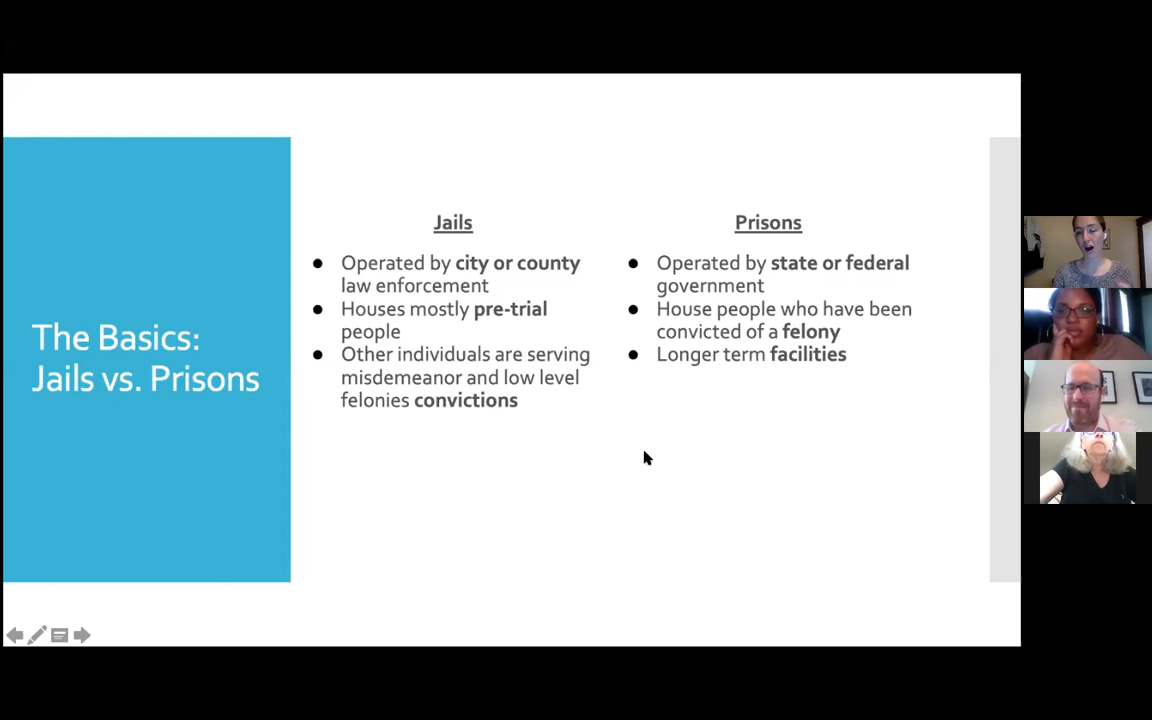 The Basics:
Jails vs. Prisons
Jails
● Operated by city or county
law enforcement
● Houses mostly pre-trial
people
● Other individuals are serving
misdemeanor and low level
felonies convictions
Prisons
● Operated by state or federal
government
● House people who have been
convicted of a felony
● Longer term facilities